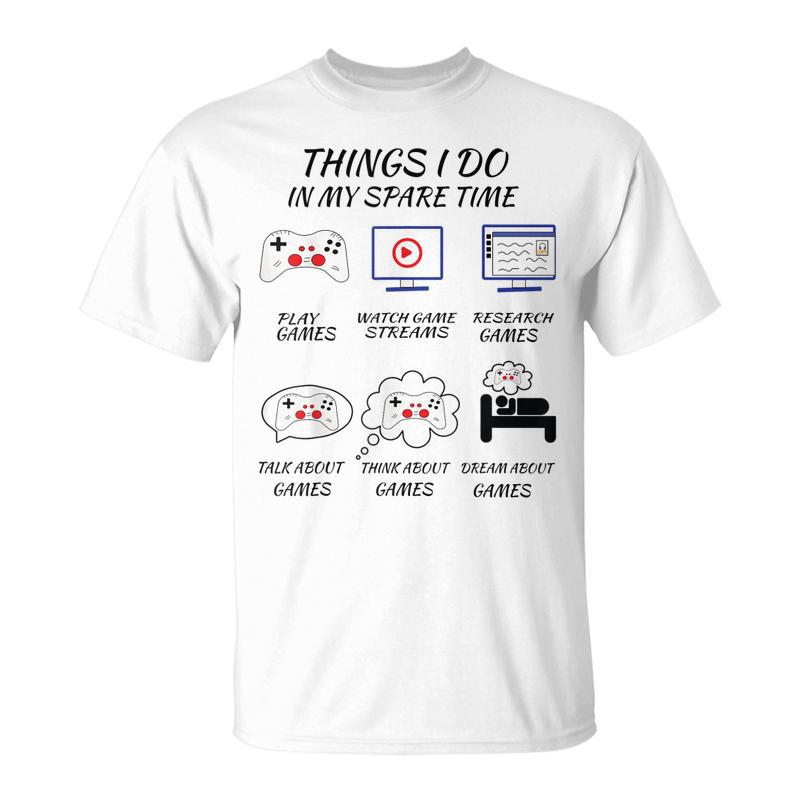 THINGS I DO
IN MY SPARE TIME
PLAY
GAMES
WATCH GAME
STREAMS
RESEARCH
GAMES
TALK ABOUT
GAMES
THINK ABOUT
GAMES
DREAM ABOUT
GAMES